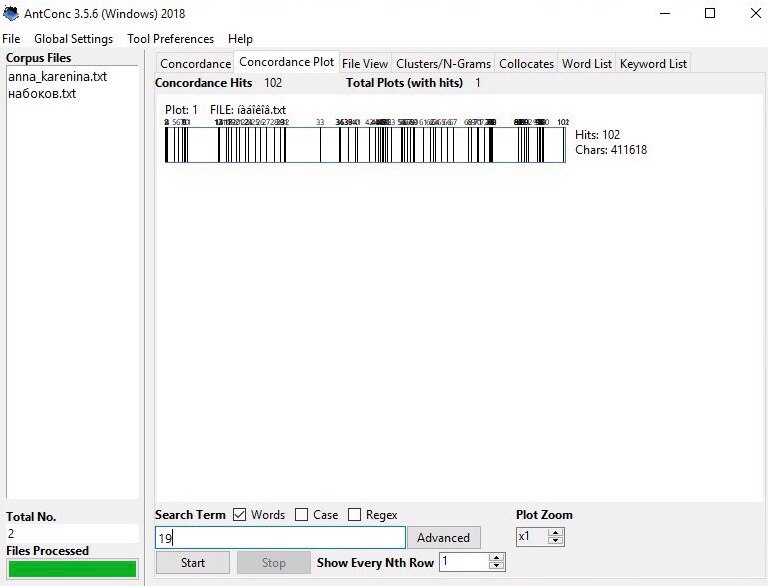 AntConc 3.5.6 (Windows) 2018
File Global Settings Tool Preferences Help
Corpus Files
anna_karenina.txt
набоков.txt
Concordance Concordance Plot File View Clusters/N-Grams Collocates Word List Keyword List
Concordance Hits 102 Total Plots (with hits) 1
Plot: 1 FILE: íàáîêîâ.txt
33
Hits: 102
Chars: 411618
Total No.
2
Files Processed
Search Term Words Case Regex
19
Advanced
Start Stop Show Every Nth Row 1
Plot Zoom
x1